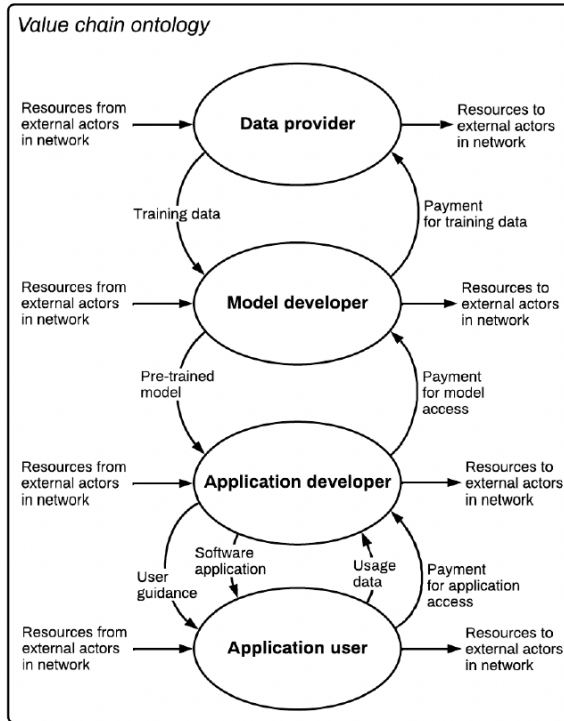 Value chain ontology
Resources from
external actors
in network
Data provider
Resources to
external actors
in network
Training data
Payment
for training data
Resources from
external actors
in network
Model developer
Resources to
external actors
in network
Pre-trained
model
Payment
for model
access
Resources from
external actors
in network
Application developer
Resources to
external actors
in network
User
guidance
Software
application
Usage
data
Payment
for application
access
Resources from
external actors
in network
Application user
Resources to
external actors
in network